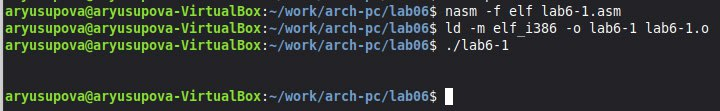 aryusupova@aryusupova-VirtualBox:~/work/arch-pc/lab06$ nasm -f elf lab6-1.asm
aryusupova@aryusupova-VirtualBox:~/work/arch-pc/lab06$ ld -m elf_i386 -o lab6-1 lab6-1.o
aryusupova@aryusupova-VirtualBox:~/work/arch-pc/lab06$ ./lab6-1
aryusupova@aryusupova-VirtualBox:~/work/arch-pc/lab06$